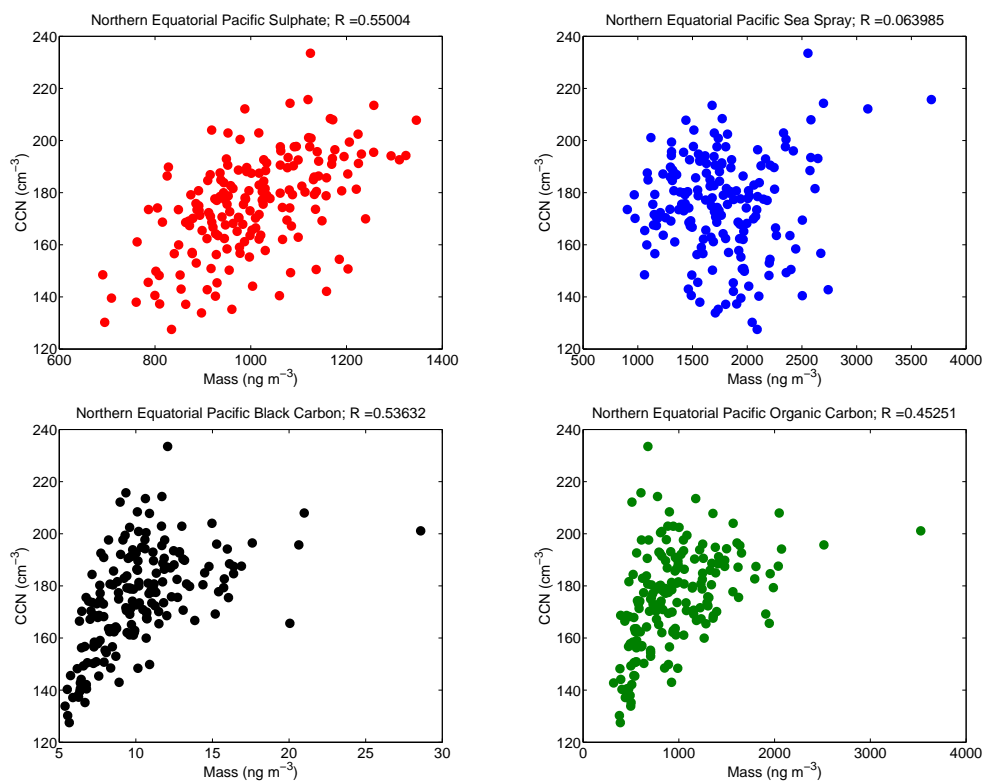 Northern Equatorial Pacific Sulphate; R =0.55004
240
220
200
180
160
140
120
CCN (cm⁻³)
600 800 1000 1200 1400
Mass (ng m⁻³)
Northern Equatorial Pacific Sea Spray; R =0.063985
240
220
200
180
160
140
120
CCN (cm⁻³)
500 1000 1500 2000 2500 3000 3500 4000
Mass (ng m⁻³)
Northern Equatorial Pacific Black Carbon; R =0.53632
240
220
200
180
160
140
120
CCN (cm⁻³)
5 10 15 20 25 30
Mass (ng m⁻³)
Northern Equatorial Pacific Organic Carbon; R =0.45251
240
220
200
180
160
140
120
CCN (cm⁻³)
0 1000 2000 3000 4000
Mass (ng m⁻³)